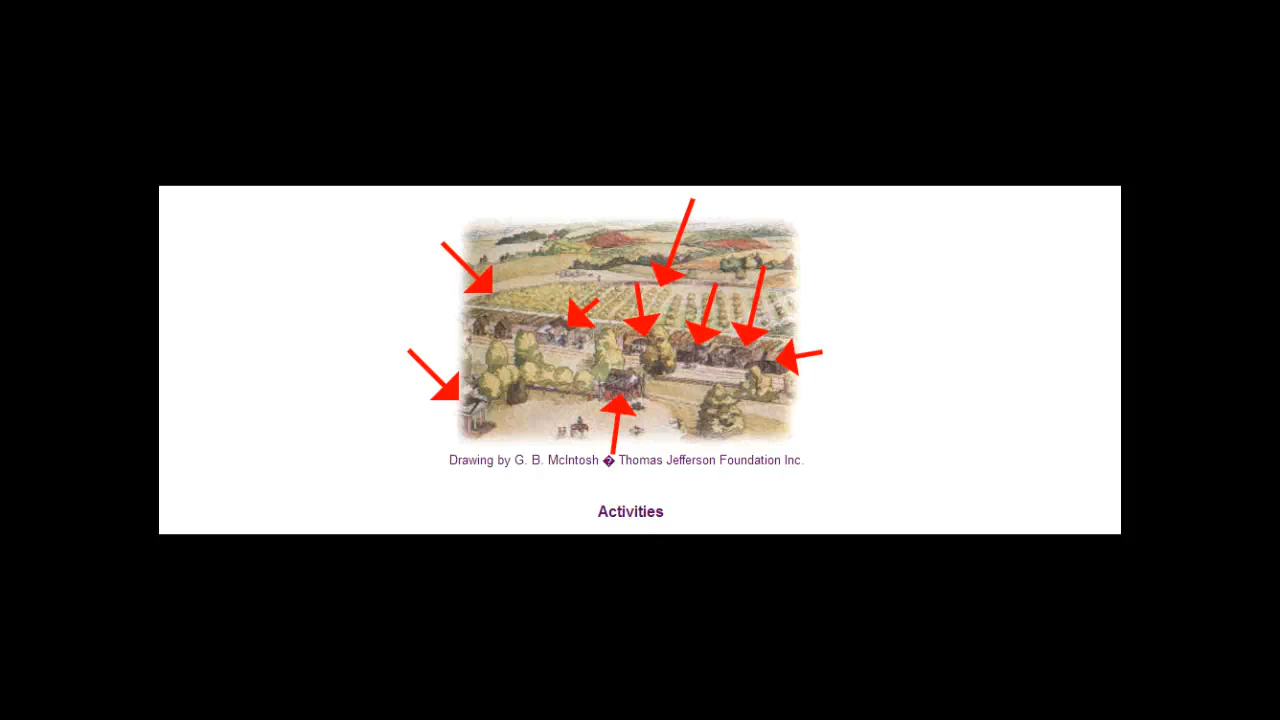 Drawing by G. B. McIntosh � Thomas Jefferson Foundation Inc.
Activities